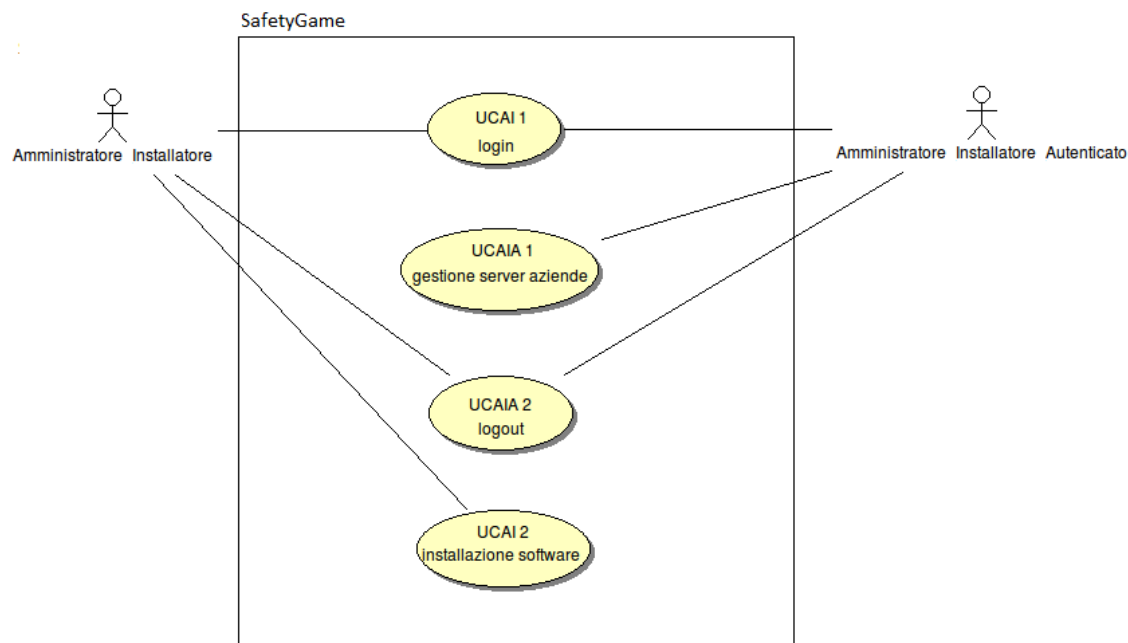 SafetyGame
Amministratore Installatore
UCAI 1
login
Amministratore Installatore Autenticato
UCAIA 1
gestione server aziende
UCAIA 2
logout
UCAI 2
installazione software